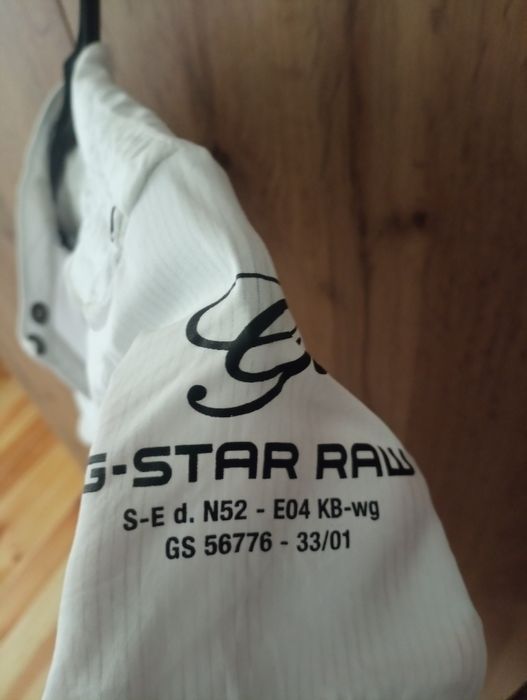 G-STAR RAW
S-E d. N52 - E04 KB-wg
GS 56776 - 33/01